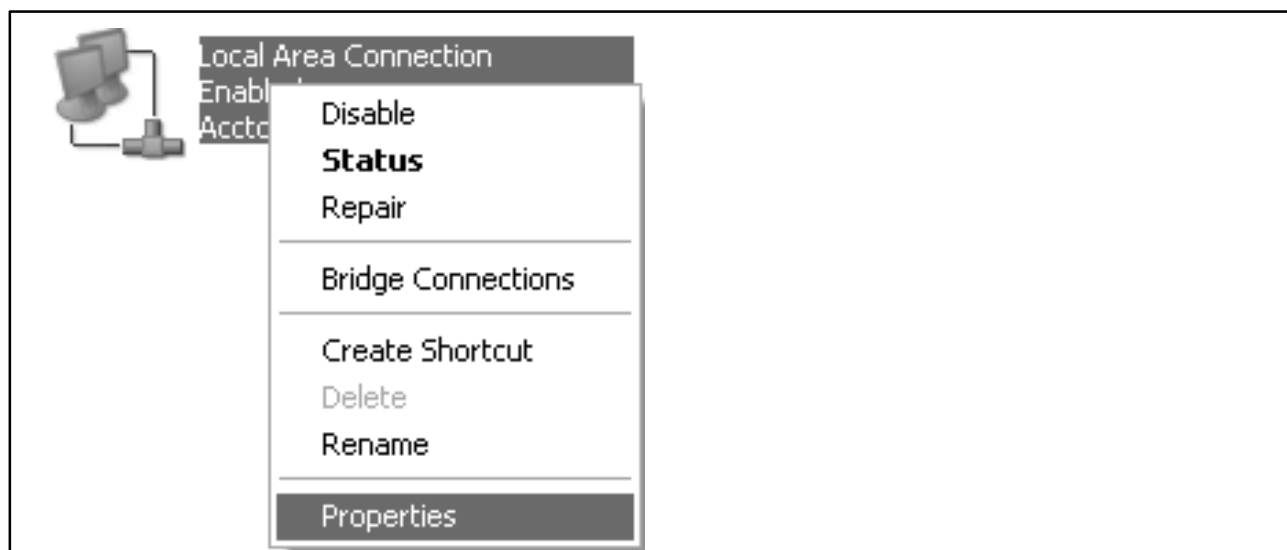 Local Area Connection
Disable
Status
Repair
Bridge Connections
Create Shortcut
Delete
Rename
Properties